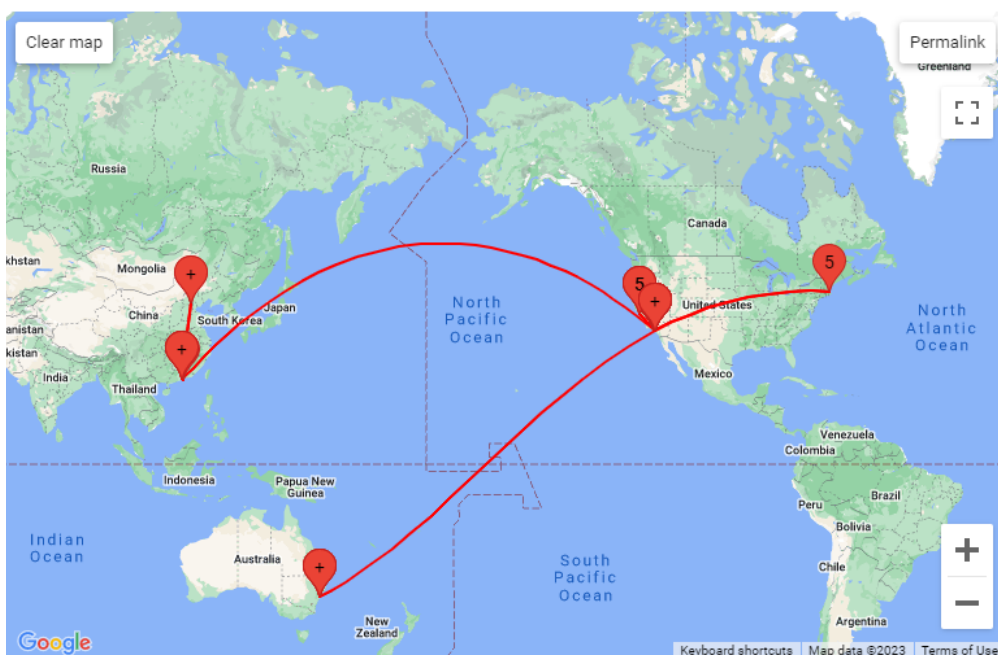 Clear map
Permalink
Greenland
Russia
Canada
khstan
Mongolia
+
5
5
+
North
Pacific
Ocean
United States
North
Atlantic
Ocean
China
Japan
South Korea
anistan
kistan
+
India
Thailand
Mexico
Venezuela
Colombia
Indonesia
Papua New
Guinea
Peru
Brazil
Bolivia
Indian
Ocean
Australia
+
South
Pacific
Ocean
Chile
+
−
New
Zealand
Argentina
Google
Keyboard shortcuts
Map data ©2023
Terms of Use